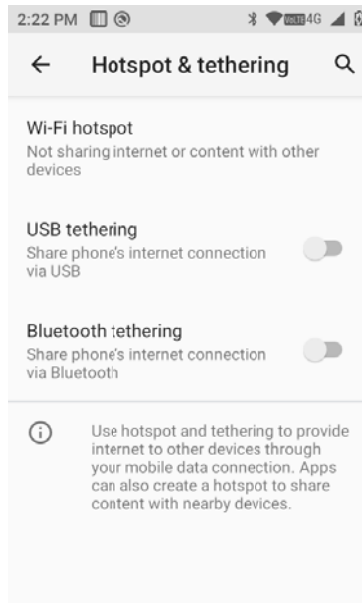 2:22 PM VoLTE 4G
Hotspot & tethering
Wi-Fi hotspot
Not sharing internet or content with other
devices
USB tethering
Share phone's internet connection
via USB
Bluetooth tethering
Share phone's internet connection
via Bluetooth
Use hotspot and tethering to provide
internet to other devices through
your mobile data connection. Apps
can also create a hotspot to share
content with nearby devices.